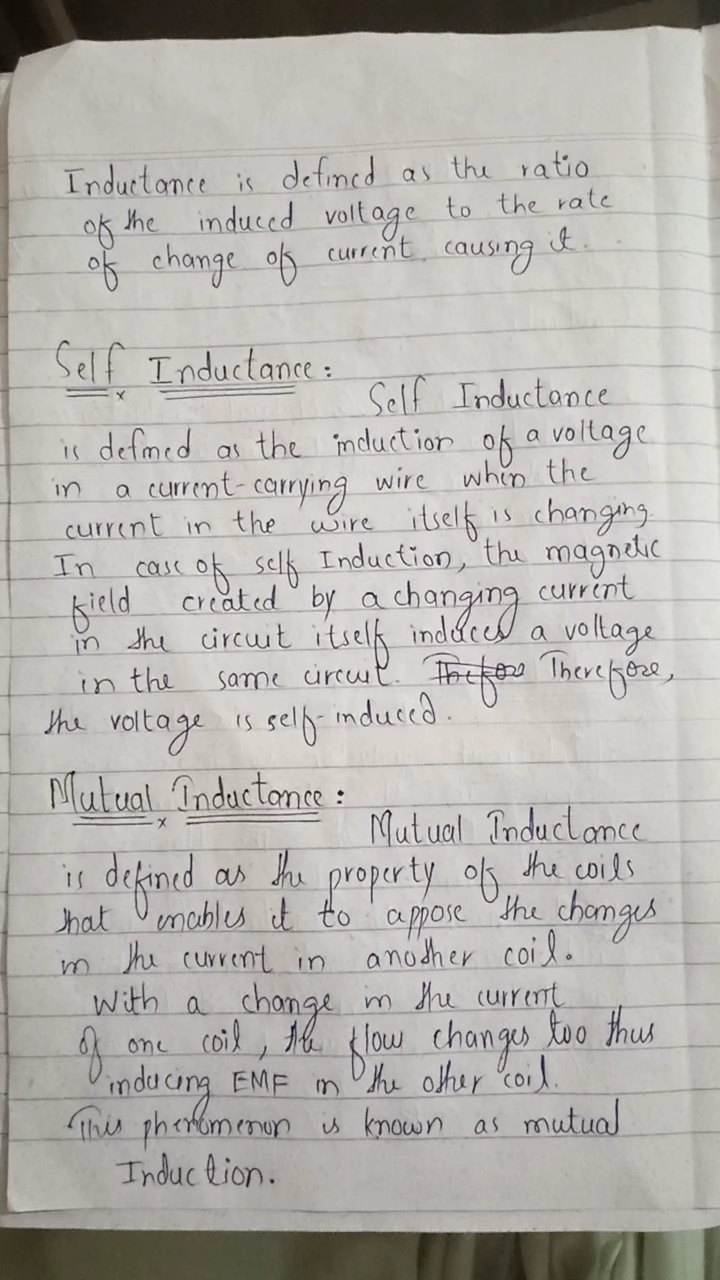 Inductance is defined as the ratio
of the induced voltage to the rate
of change of current causing it.
Self Inductance:
Self Inductance
is defined as the induction of a voltage
in a current-carrying wire when the
current in the wire itself is changing.
In case of self Induction, the magnetic
field created by a changing current
in the circuit itself induces a voltage
in the same circuit. Therefore,
the voltage is self-induced.
Mutual Inductance:
Mutual Inductance
is defined as the property of the coils
that enables it to appose the changes
in the current in another coil.
With a change in the current
of one coil, the flow changes too thus
inducing EMF in the other coil.
This phenomenon is known as mutual
Induction.